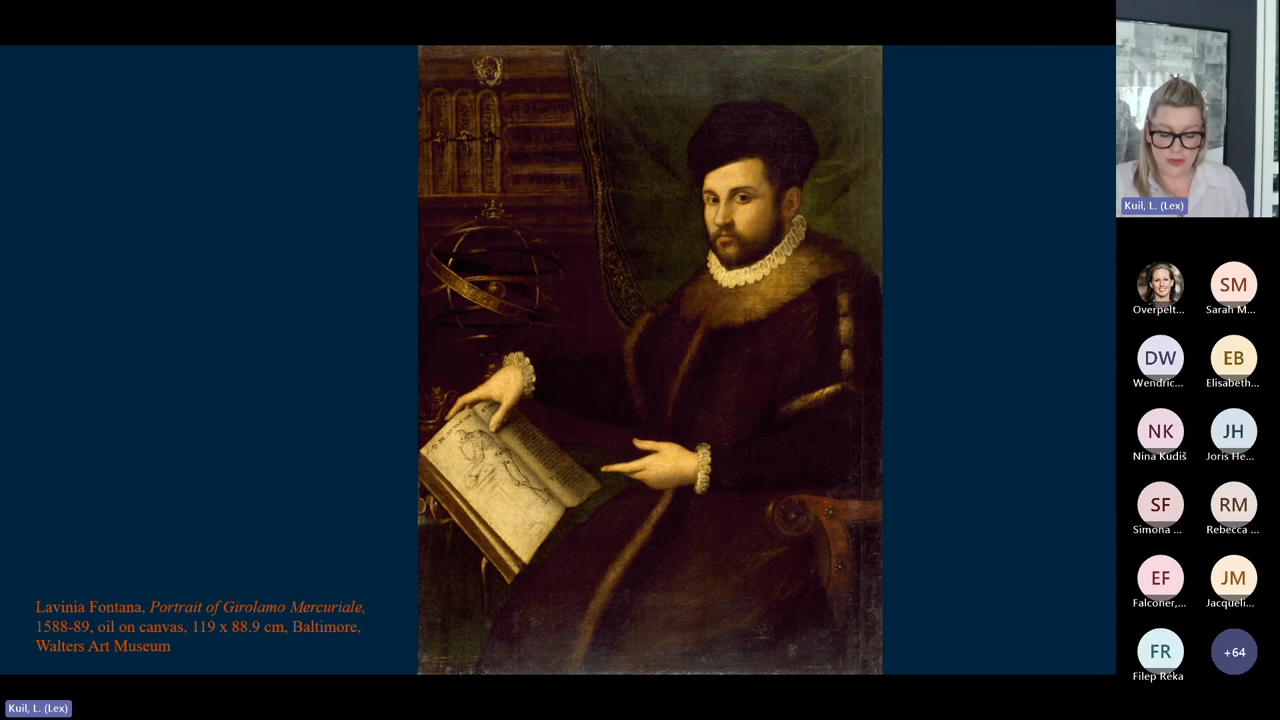 Lavinia Fontana, Portrait of Girolamo Mercuriale,
1588-89, oil on canvas, 119 x 88.9 cm, Baltimore,
Walters Art Museum
Kuil, L. (Lex)
Kuil, L. (Lex)
Overpelt...
SM
Sarah M...
DW
Wendric...
EB
Elisabeth...
NK
Nina Kudiš
JH
Joris He...
SF
Simona ...
RM
Rebecca ...
EF
Falconer,...
JM
Jacqueli...
FR
Filep Réka
+64